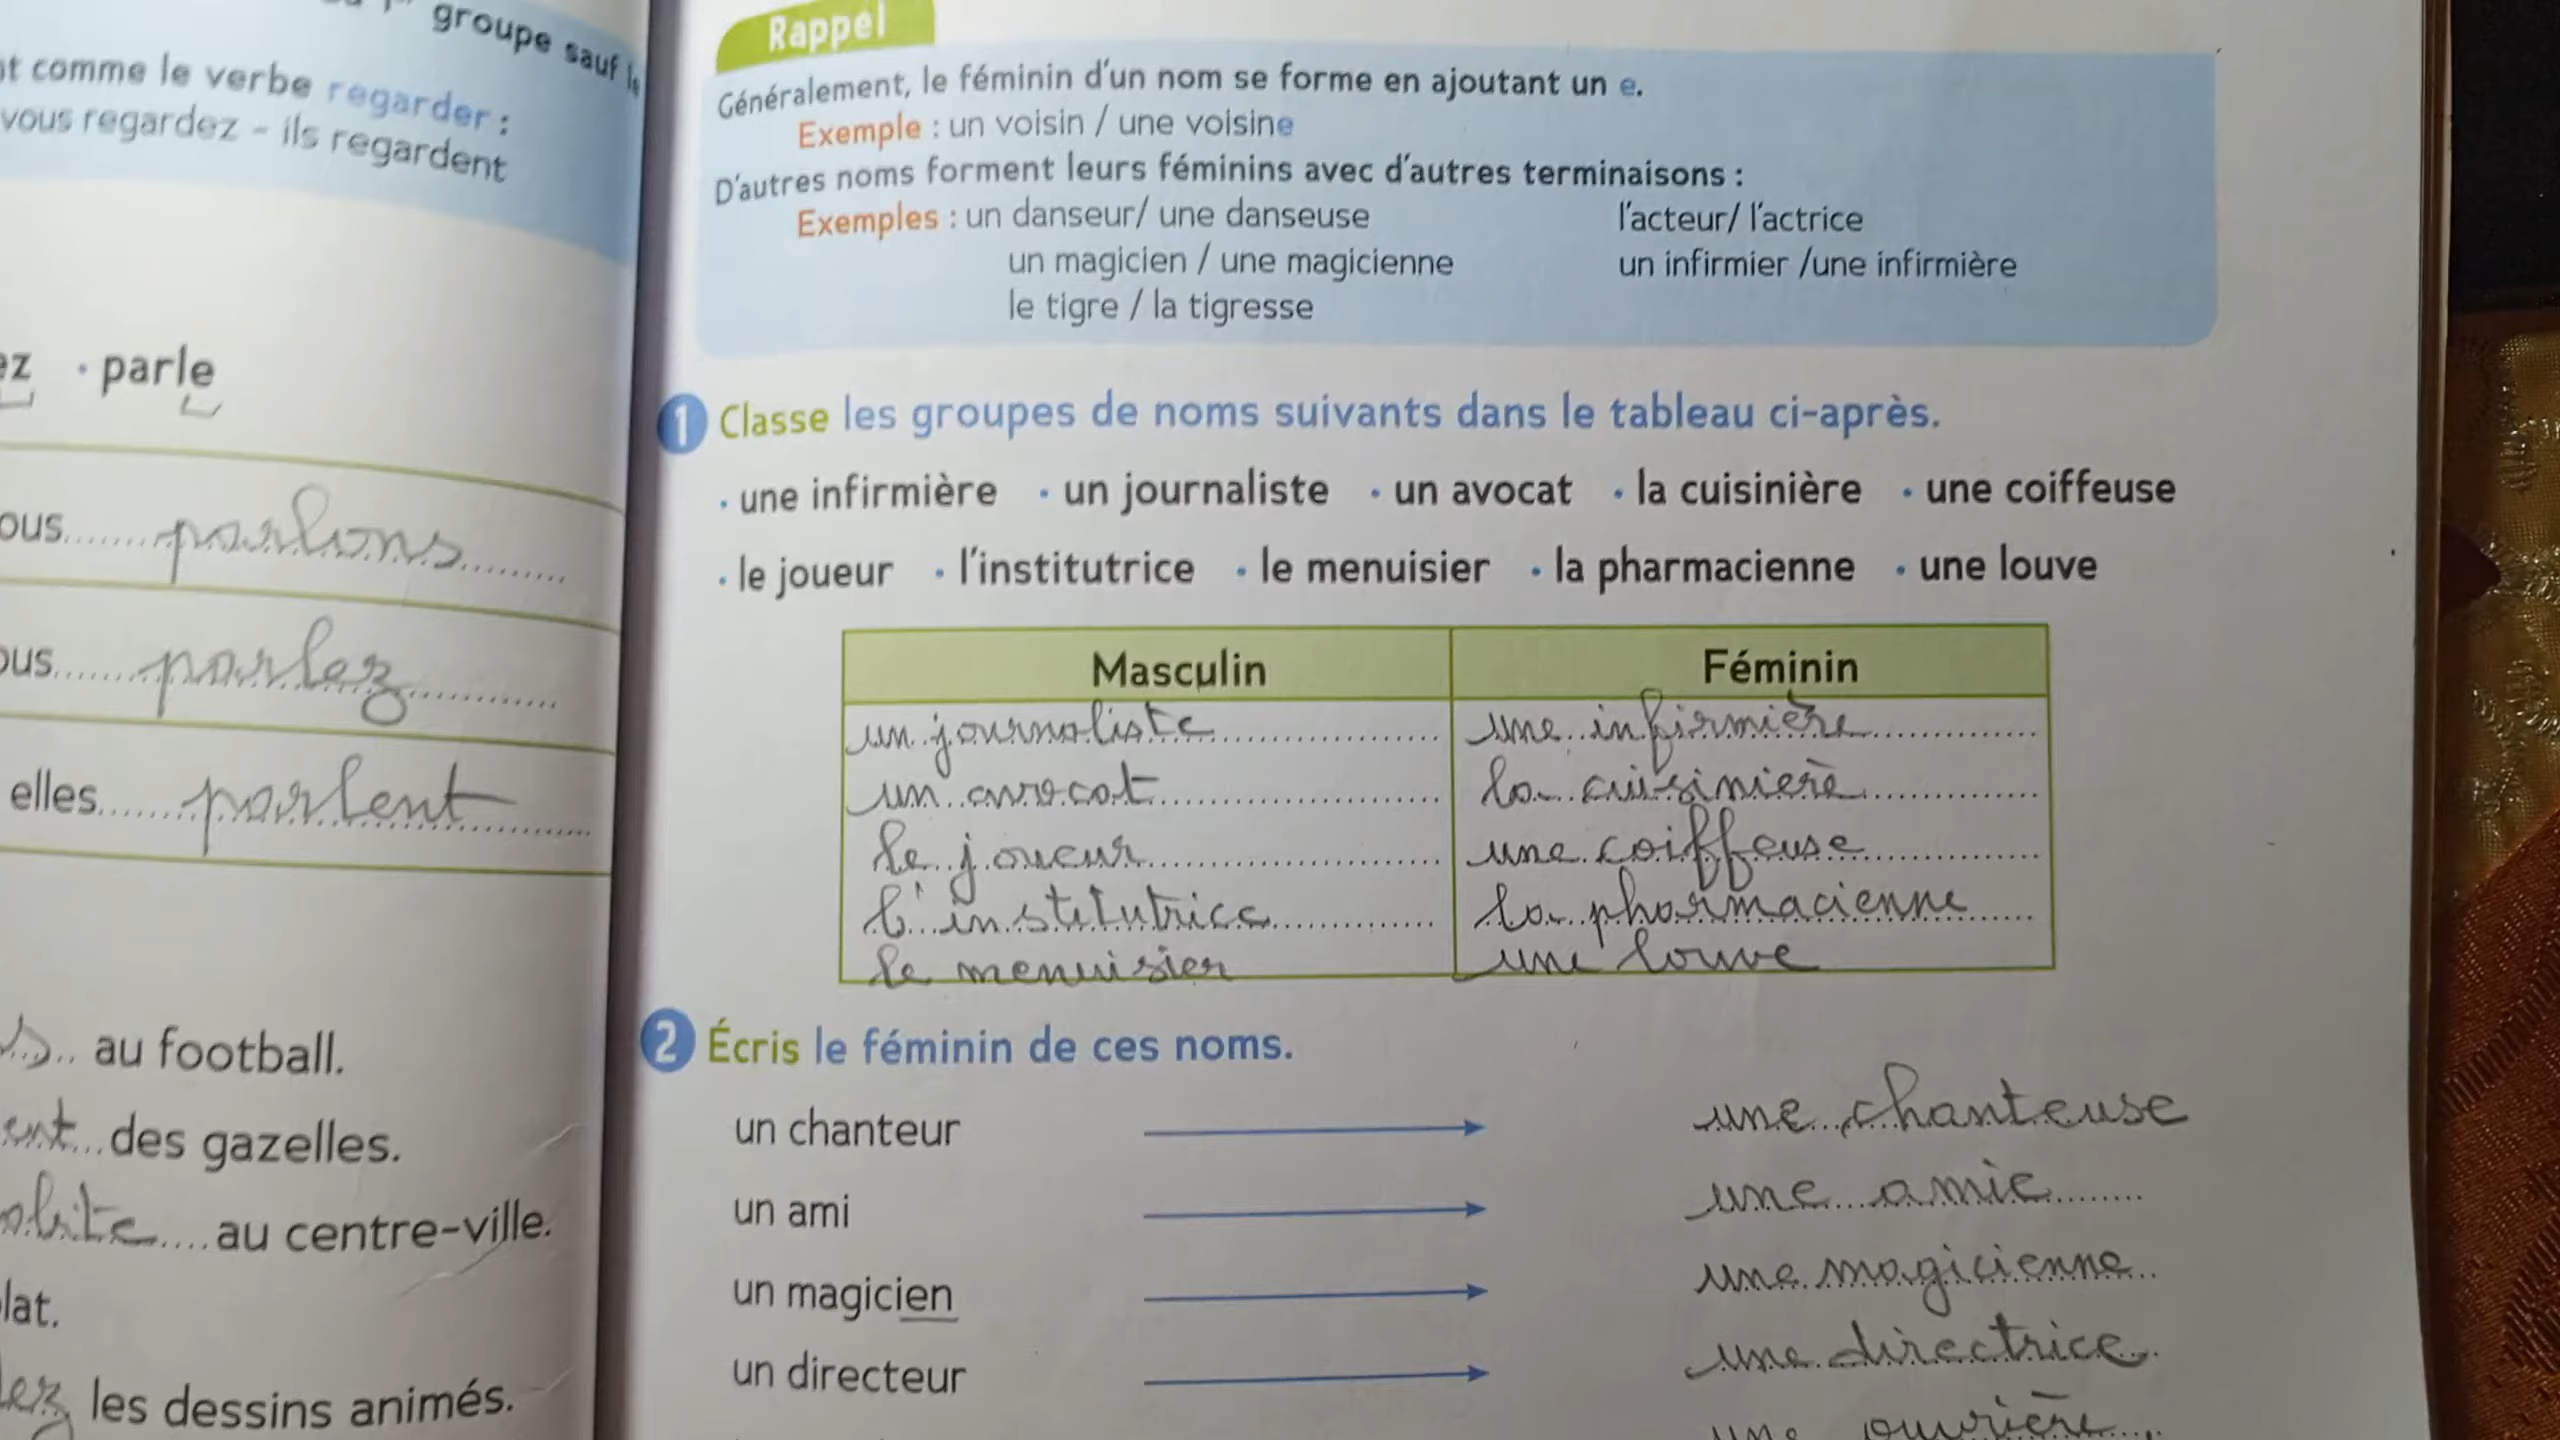 groupe sauf
t comme le verbe regarder :
vous regardez - ils regardent
ez • parle
ous parlons
ous parlez
elles parlent
au football.
ent des gazelles.
au centre-ville.
lat.
les dessins animés.
Rappel
Généralement, le féminin d'un nom se forme en ajoutant un e.
Exemple : un voisin / une voisine
D'autres noms forment leurs féminins avec d'autres terminaisons :
Exemples : un danseur/ une danseuse l'acteur/ l'actrice
un magicien / une magicienne un infirmier /une infirmière
le tigre / la tigresse
1 Classe les groupes de noms suivants dans le tableau ci-après.
• une infirmière • un journaliste • un avocat • la cuisinière • une coiffeuse
• le joueur • l'institutrice • le menuisier • la pharmacienne • une louve
Masculin Féminin
un journaliste une infirmière
un avocat la cuisinière
le joueur une coiffeuse
l'institutrice la pharmacienne
le menuisier une louve
2 Écris le féminin de ces noms.
un chanteur une chanteuse
un ami une amie
un magicien une magicienne
un directeur une directrice
une ouvrière